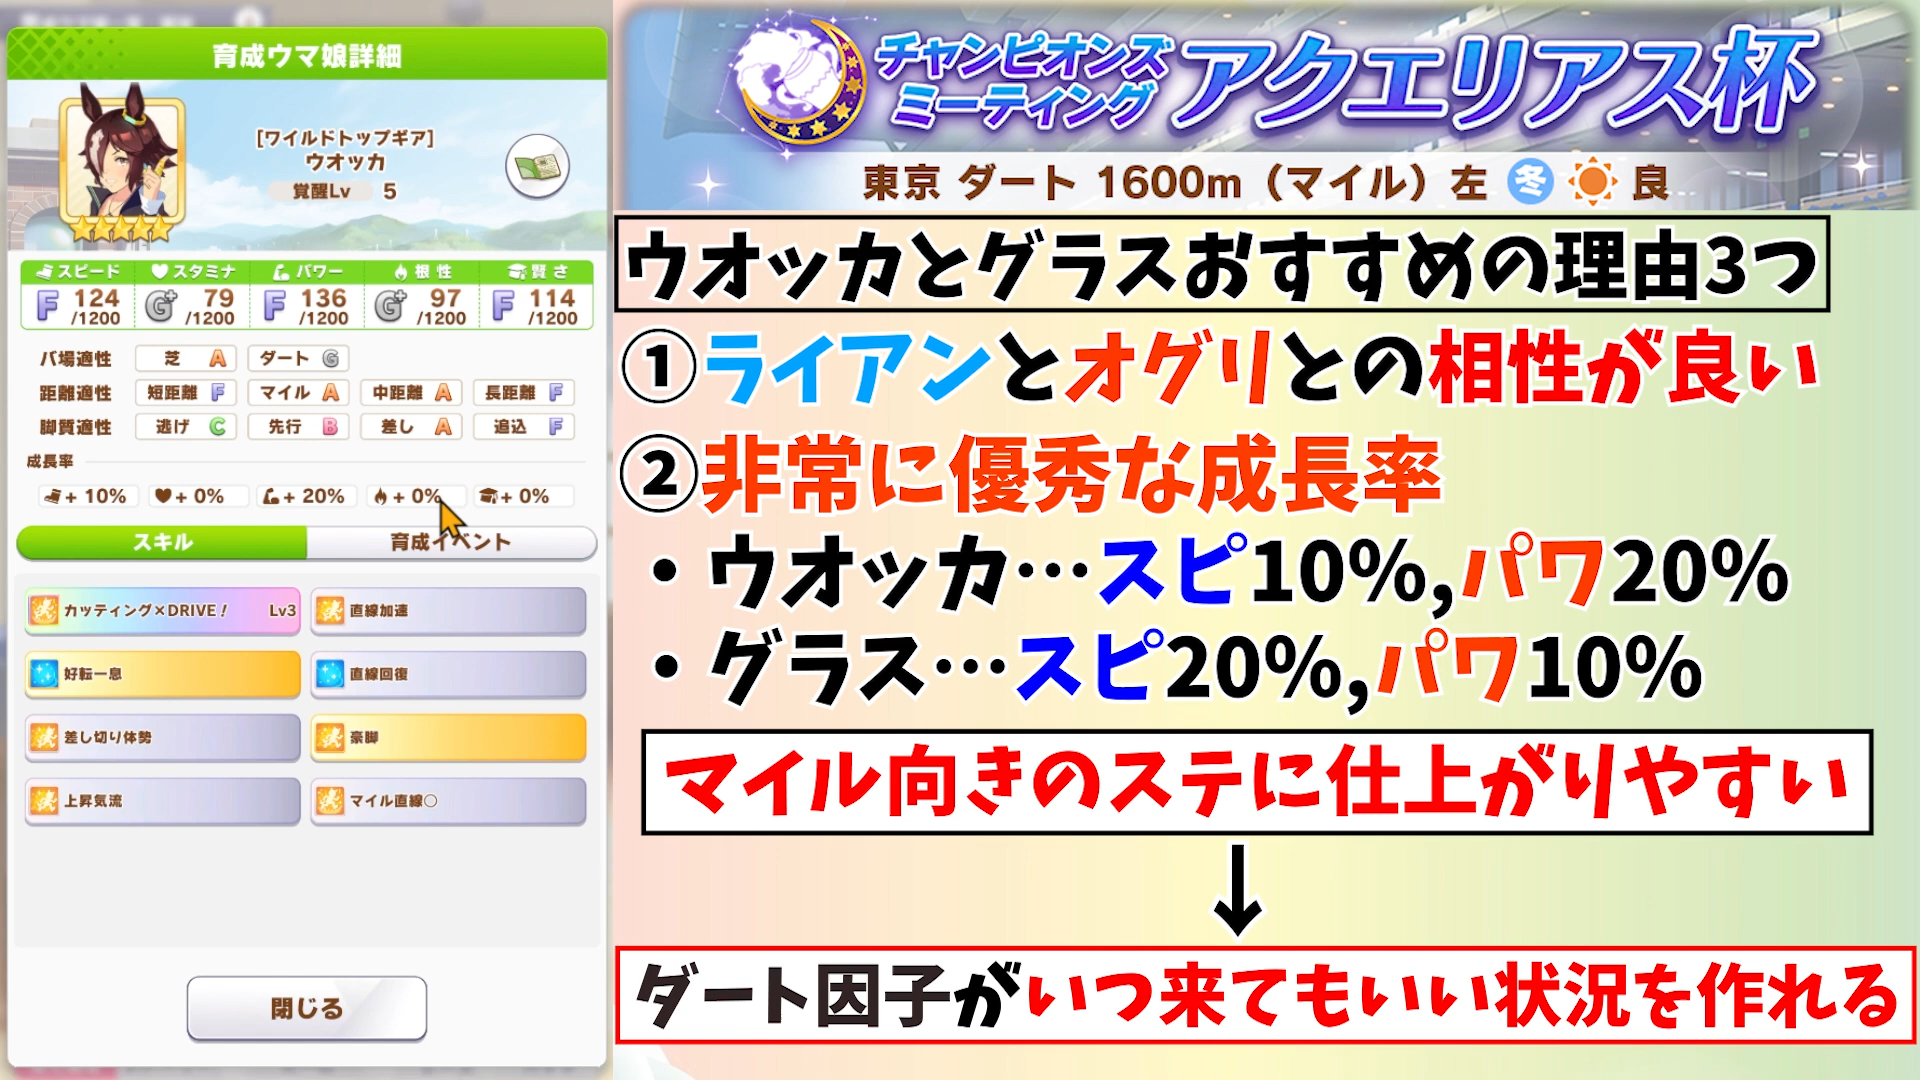 育成ウマ娘詳細
[ワイルドトップギア]
ウオッカ
覚醒Lv 5
スピード スタミナ パワー 根性 賢さ
F 124 /1200 G+ 79 /1200 F 136 /1200 G+ 97 /1200 F 114 /1200
バ場適性 芝 A ダート G
距離適性 短距離 F マイル A 中距離 A 長距離 F
脚質適性 逃げ C 先行 B 差し A 追込 F
成長率
+ 10% + 0% + 20% + 0% + 0%
スキル 育成イベント
カッティング×DRIVE! Lv3 直線加速
好転一息 直線回復
差し切り体勢 豪脚
上昇気流 マイル直線○
閉じる
チャンピオンズ
ミーティング
アクエリアス杯
東京 ダート 1600m（マイル）左 冬 良
ウオッカとグラスおすすめの理由3つ
①ライアンとオグリとの相性が良い
②非常に優秀な成長率
・ウオッカ…スピ10%,パワ20%
・グラス…スピ20%,パワ10%
マイル向きのステに仕上がりやすい
↓
ダート因子がいつ来てもいい状況を作れる